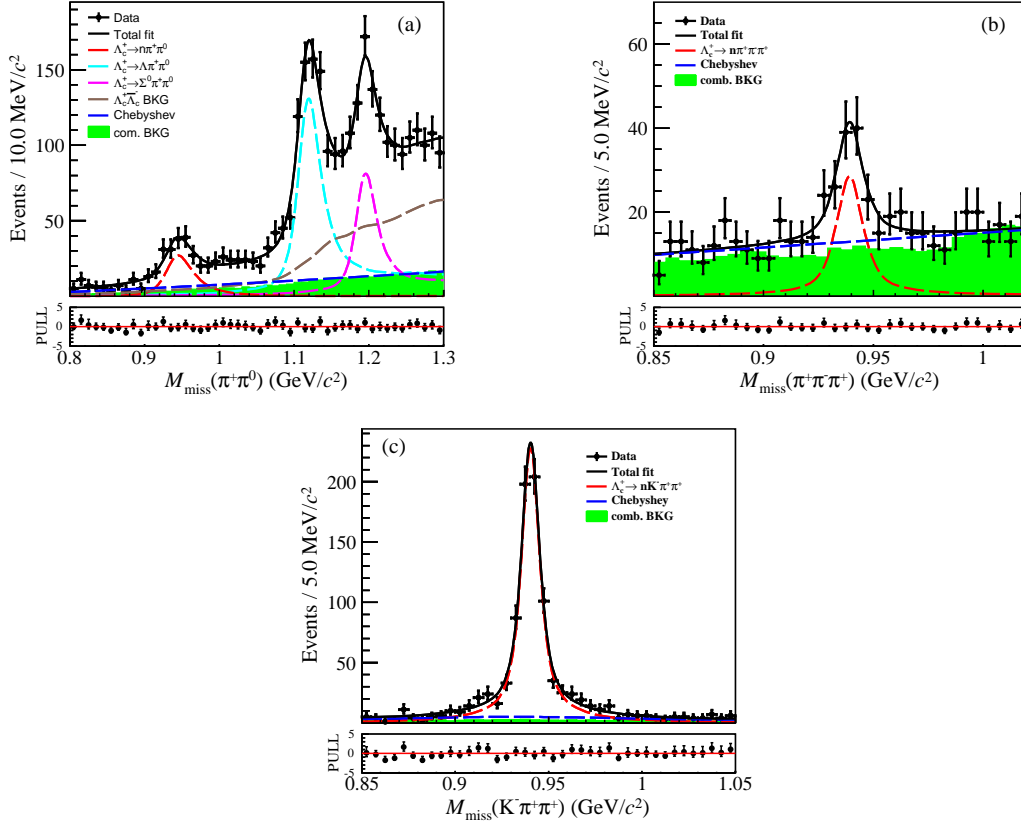 (a)
Data
Total fit
Λc⁺→nπ⁺π⁰
Λc⁺→Λπ⁺π⁰
Λc⁺→Σ⁰π⁺π⁰
Λc⁺Λ̄c⁻ BKG
Chebyshev
com. BKG
Events / 10.0 MeV/c²
150
100
50
PULL
5
0
-5
0.8 0.9 1 1.1 1.2 1.3
M_miss(π⁺π⁰) (GeV/c²)
(b)
Data
Total fit
Λc⁺→ nπ⁺π⁻π⁺
Chebyshev
comb. BKG
Events / 5.0 MeV/c²
60
40
20
PULL
5
0
-5
0.85 0.9 0.95 1
M_miss(π⁺π⁻π⁺) (GeV/c²)
(c)
Data
Total fit
Λc⁺→ nK⁻π⁺π⁺
Chebyshey
comb. BKG
Events / 5.0 MeV/c²
200
150
100
50
PULL
5
0
-5
0.85 0.9 0.95 1 1.05
M_miss(K⁻π⁺π⁺) (GeV/c²)